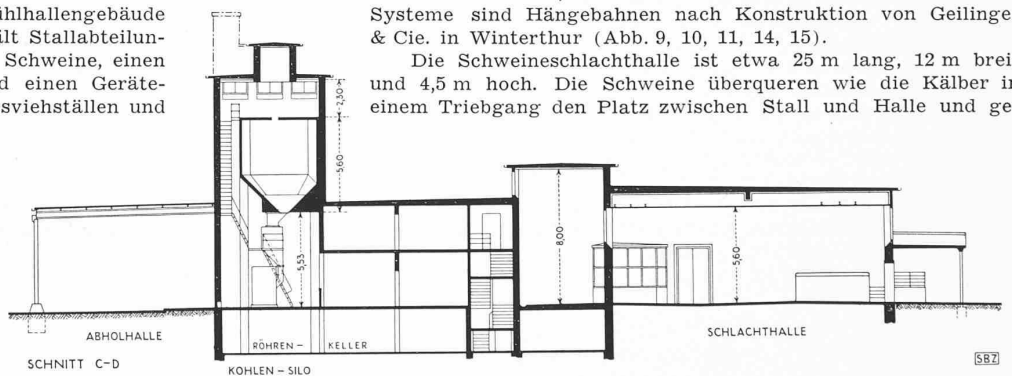 ühlhallengebäude
ilt Stallabteilun-
Schweine, einen
d einen Geräte-
sviehställen und
Systeme sind Hängebahnen nach Konstruktion von Geilinge
& Cie. in Winterthur (Abb. 9, 10, 11, 14, 15).
Die Schweineschlachthalle ist etwa 25 m lang, 12 m brei
und 4,5 m hoch. Die Schweine überqueren wie die Kälber in
einem Triebgang den Platz zwischen Stall und Halle und ge
2,50
5,60
5,53
8,00
5,60
ABHOLHALLE
RÖHREN – KELLER
SCHLACHTHALLE
SCHNITT C-D
KOHLEN – SILO
SBZ